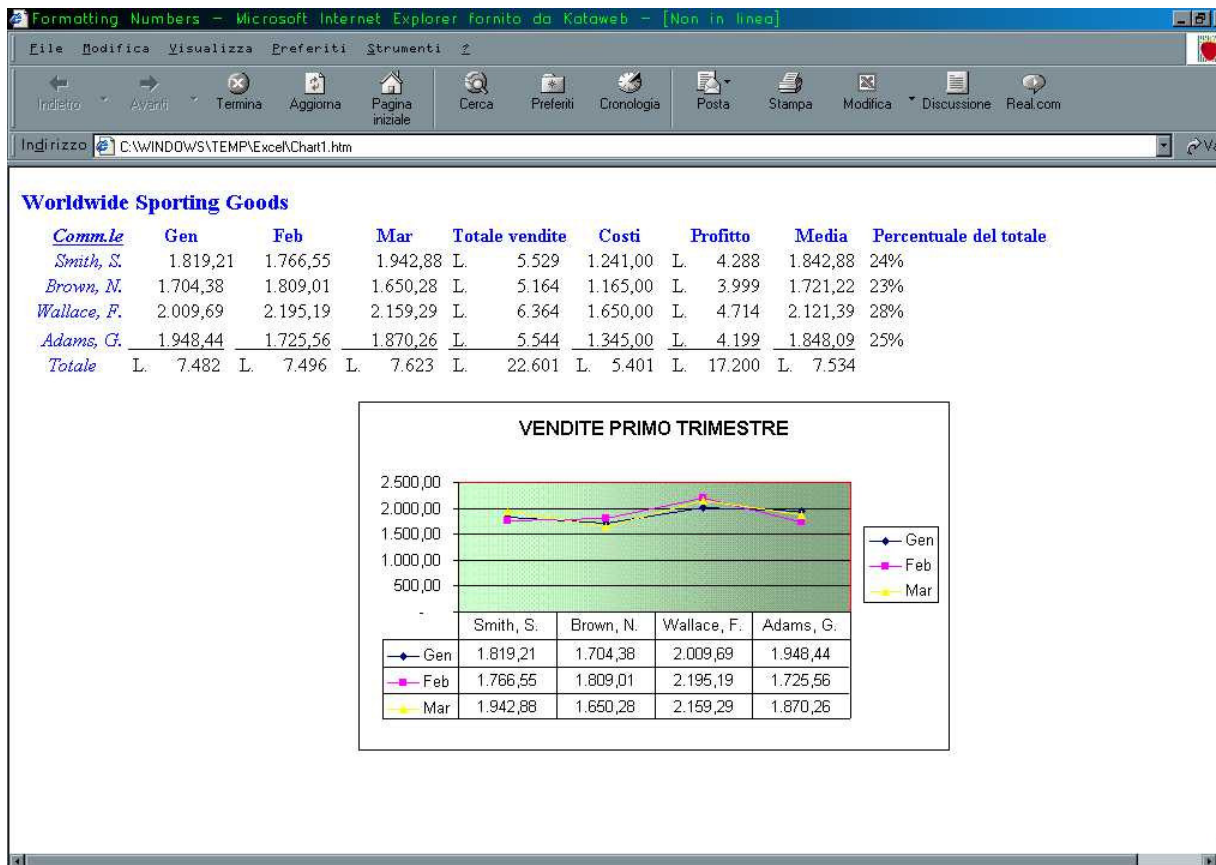 Formatting Numbers - Microsoft Internet Explorer fornito da Kataweb - [Non in linea]
File Modifica Visualizza Preferiti Strumenti ?
Indietro Avanti Termina Aggiorna Pagina iniziale Cerca Preferiti Cronologia Posta Stampa Modifica Discussione Real.com
Indirizzo C:\WINDOWS\TEMP\Excel\Chart1.htm
Worldwide Sporting Goods
Comm.le Gen Feb Mar Totale vendite Costi Profitto Media Percentuale del totale
Smith, S. 1.819,21 1.766,55 1.942,88 L. 5.529 1.241,00 L. 4.288 1.842,88 24%
Brown, N. 1.704,38 1.809,01 1.650,28 L. 5.164 1.165,00 L. 3.999 1.721,22 23%
Wallace, F. 2.009,69 2.195,19 2.159,29 L. 6.364 1.650,00 L. 4.714 2.121,39 28%
Adams, G. 1.948,44 1.725,56 1.870,26 L. 5.544 1.345,00 L. 4.199 1.848,09 25%
Totale L. 7.482 L. 7.496 L. 7.623 L. 22.601 L. 5.401 L. 17.200 L. 7.534
VENDITE PRIMO TRIMESTRE
2.500,00
2.000,00
1.500,00
1.000,00
500,00
-
Gen
Feb
Mar
Smith, S. Brown, N. Wallace, F. Adams, G.
Gen 1.819,21 1.704,38 2.009,69 1.948,44
Feb 1.766,55 1.809,01 2.195,19 1.725,56
Mar 1.942,88 1.650,28 2.159,29 1.870,26